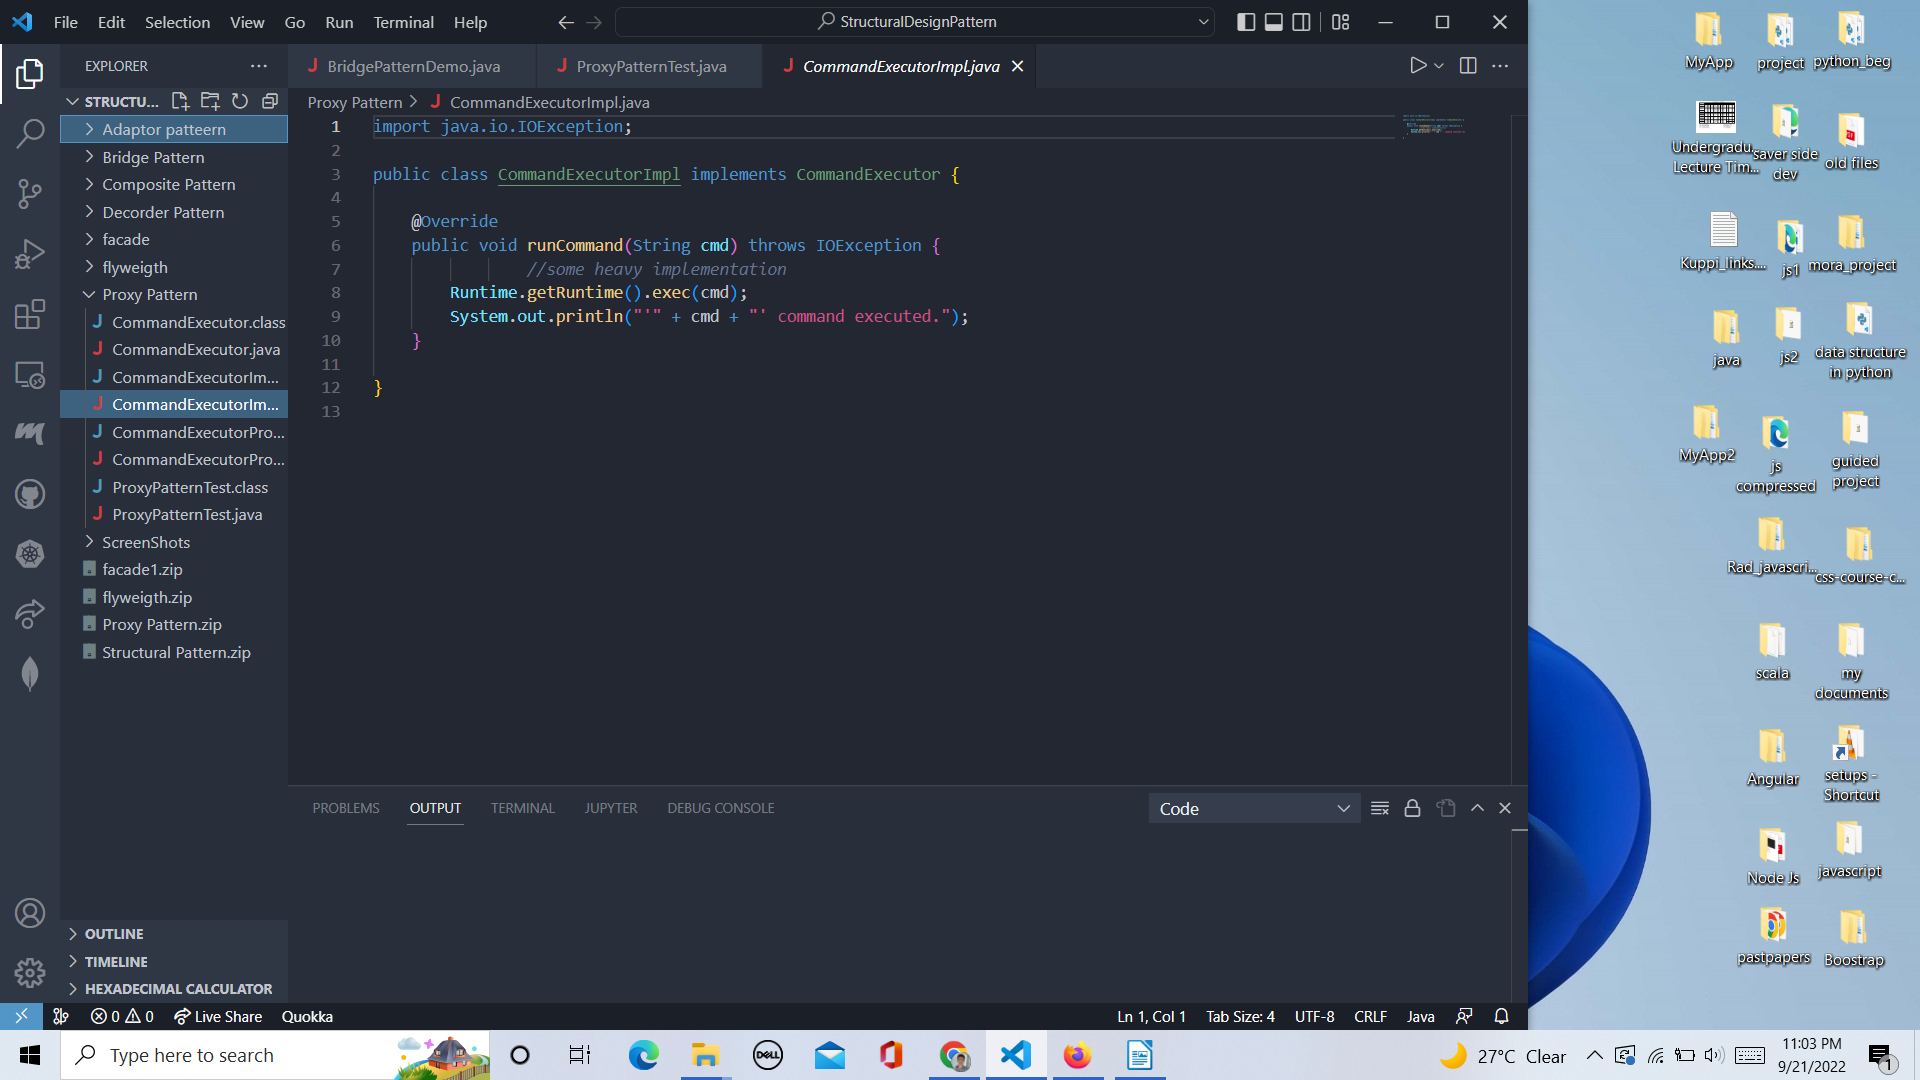 File Edit Selection View Go Run Terminal Help
StructuralDesignPattern
EXPLORER
BridgePatternDemo.java
ProxyPatternTest.java
CommandExecutorImpl.java
STRUCTU...
Adaptor patteern
Bridge Pattern
Composite Pattern
Decorder Pattern
facade
flyweigth
Proxy Pattern
CommandExecutor.class
CommandExecutor.java
CommandExecutorIm...
CommandExecutorIm...
CommandExecutorPro...
CommandExecutorPro...
ProxyPatternTest.class
ProxyPatternTest.java
ScreenShots
facade1.zip
flyweigth.zip
Proxy Pattern.zip
Structural Pattern.zip
OUTLINE
TIMELINE
HEXADECIMAL CALCULATOR
Proxy Pattern > CommandExecutorImpl.java
1 import java.io.IOException;
2
3 public class CommandExecutorImpl implements CommandExecutor {
4
5 @Override
6 public void runCommand(String cmd) throws IOException {
7 //some heavy implementation
8 Runtime.getRuntime().exec(cmd);
9 System.out.println("'" + cmd + "' command executed.");
10 }
11
12 }
13
PROBLEMS OUTPUT TERMINAL JUPYTER DEBUG CONSOLE
Code
0 0 Live Share Quokka
Ln 1, Col 1 Tab Size: 4 UTF-8 CRLF Java
MyApp
project
python_beg
Undergradu...
Lecture Tim...
saver side
dev
old files
Kuppi_links....
js1
mora_project
java
js2
data structure
in python
MyApp2
js
compressed
guided
project
Rad_javascri...
css-course-c...
scala
my
documents
Angular
setups -
Shortcut
Node Js
javascript
pastpapers
Boostrap
Type here to search
DELL
27°C Clear
11:03 PM
9/21/2022
1